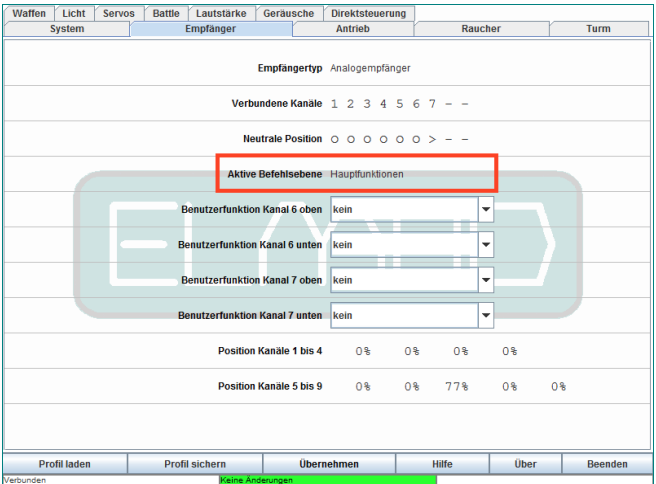 Waffen Licht Servos Battle Lautstärke Geräusche Direktsteuerung
System Empfänger Antrieb Raucher Turm
Empfängertyp Analogempfänger
Verbundene Kanäle 1 2 3 4 5 6 7 - -
Neutrale Position O O O O O O > - -
Aktive Befehlsebene Hauptfunktionen
Benutzerfunktion Kanal 6 oben kein
Benutzerfunktion Kanal 6 unten kein
Benutzerfunktion Kanal 7 oben kein
Benutzerfunktion Kanal 7 unten kein
Position Kanäle 1 bis 4 0% 0% 0% 0%
Position Kanäle 5 bis 9 0% 0% 77% 0% 0%
Profil laden Profil sichern Übernehmen Hilfe Über Beenden
Verbunden Keine Änderungen